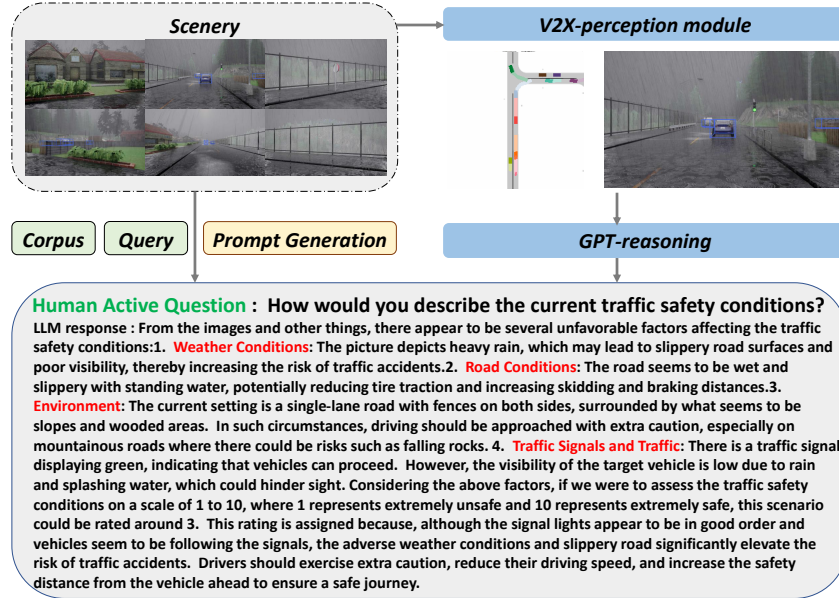 Scenery
V2X-perception module
Corpus
Query
Prompt Generation
GPT-reasoning
Human Active Question : How would you describe the current traffic safety conditions?
LLM response : From the images and other things, there appear to be several unfavorable factors affecting the traffic
safety conditions:1. Weather Conditions: The picture depicts heavy rain, which may lead to slippery road surfaces and
poor visibility, thereby increasing the risk of traffic accidents.2. Road Conditions: The road seems to be wet and
slippery with standing water, potentially reducing tire traction and increasing skidding and braking distances.3.
Environment: The current setting is a single-lane road with fences on both sides, surrounded by what seems to be
slopes and wooded areas. In such circumstances, driving should be approached with extra caution, especially on
mountainous roads where there could be risks such as falling rocks. 4. Traffic Signals and Traffic: There is a traffic signal
displaying green, indicating that vehicles can proceed. However, the visibility of the target vehicle is low due to rain
and splashing water, which could hinder sight. Considering the above factors, if we were to assess the traffic safety
conditions on a scale of 1 to 10, where 1 represents extremely unsafe and 10 represents extremely safe, this scenario
could be rated around 3. This rating is assigned because, although the signal lights appear to be in good order and
vehicles seem to be following the signals, the adverse weather conditions and slippery road significantly elevate the
risk of traffic accidents. Drivers should exercise extra caution, reduce their driving speed, and increase the safety
distance from the vehicle ahead to ensure a safe journey.